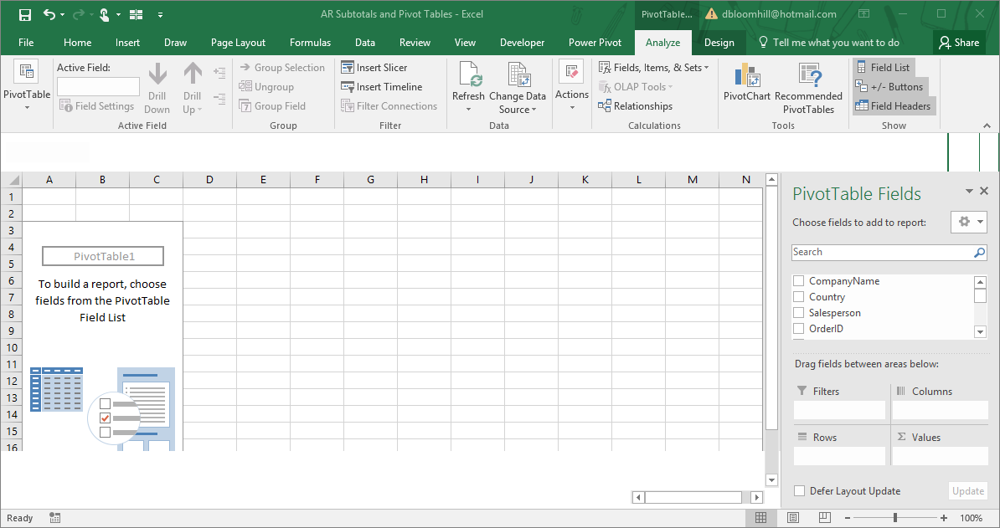 AR Subtotals and Pivot Tables - Excel
PivotTable...
dbloomhill@hotmail.com
File Home Insert Draw Page Layout Formulas Data Review View Developer Power Pivot Analyze Design Tell me what you want to do Share
PivotTable
Active Field:
Field Settings
Drill Down
Drill Up
Active Field
Group Selection
Ungroup
Group Field
Group
Insert Slicer
Insert Timeline
Filter Connections
Filter
Refresh
Change Data
Source
Data
Actions
Fields, Items, & Sets
OLAP Tools
Relationships
Calculations
PivotChart
Recommended
PivotTables
Tools
Field List
+/- Buttons
Field Headers
Show
A B C D E F G H I J K L M N
1
2
3
4
5
6
7
8
9
10
11
12
13
14
15
16
PivotTable1
To build a report, choose
fields from the PivotTable
Field List
PivotTable Fields
Choose fields to add to report:
Search
CompanyName
Country
Salesperson
OrderID
Drag fields between areas below:
Filters
Columns
Rows
Σ Values
Defer Layout Update
Update
Ready
100%